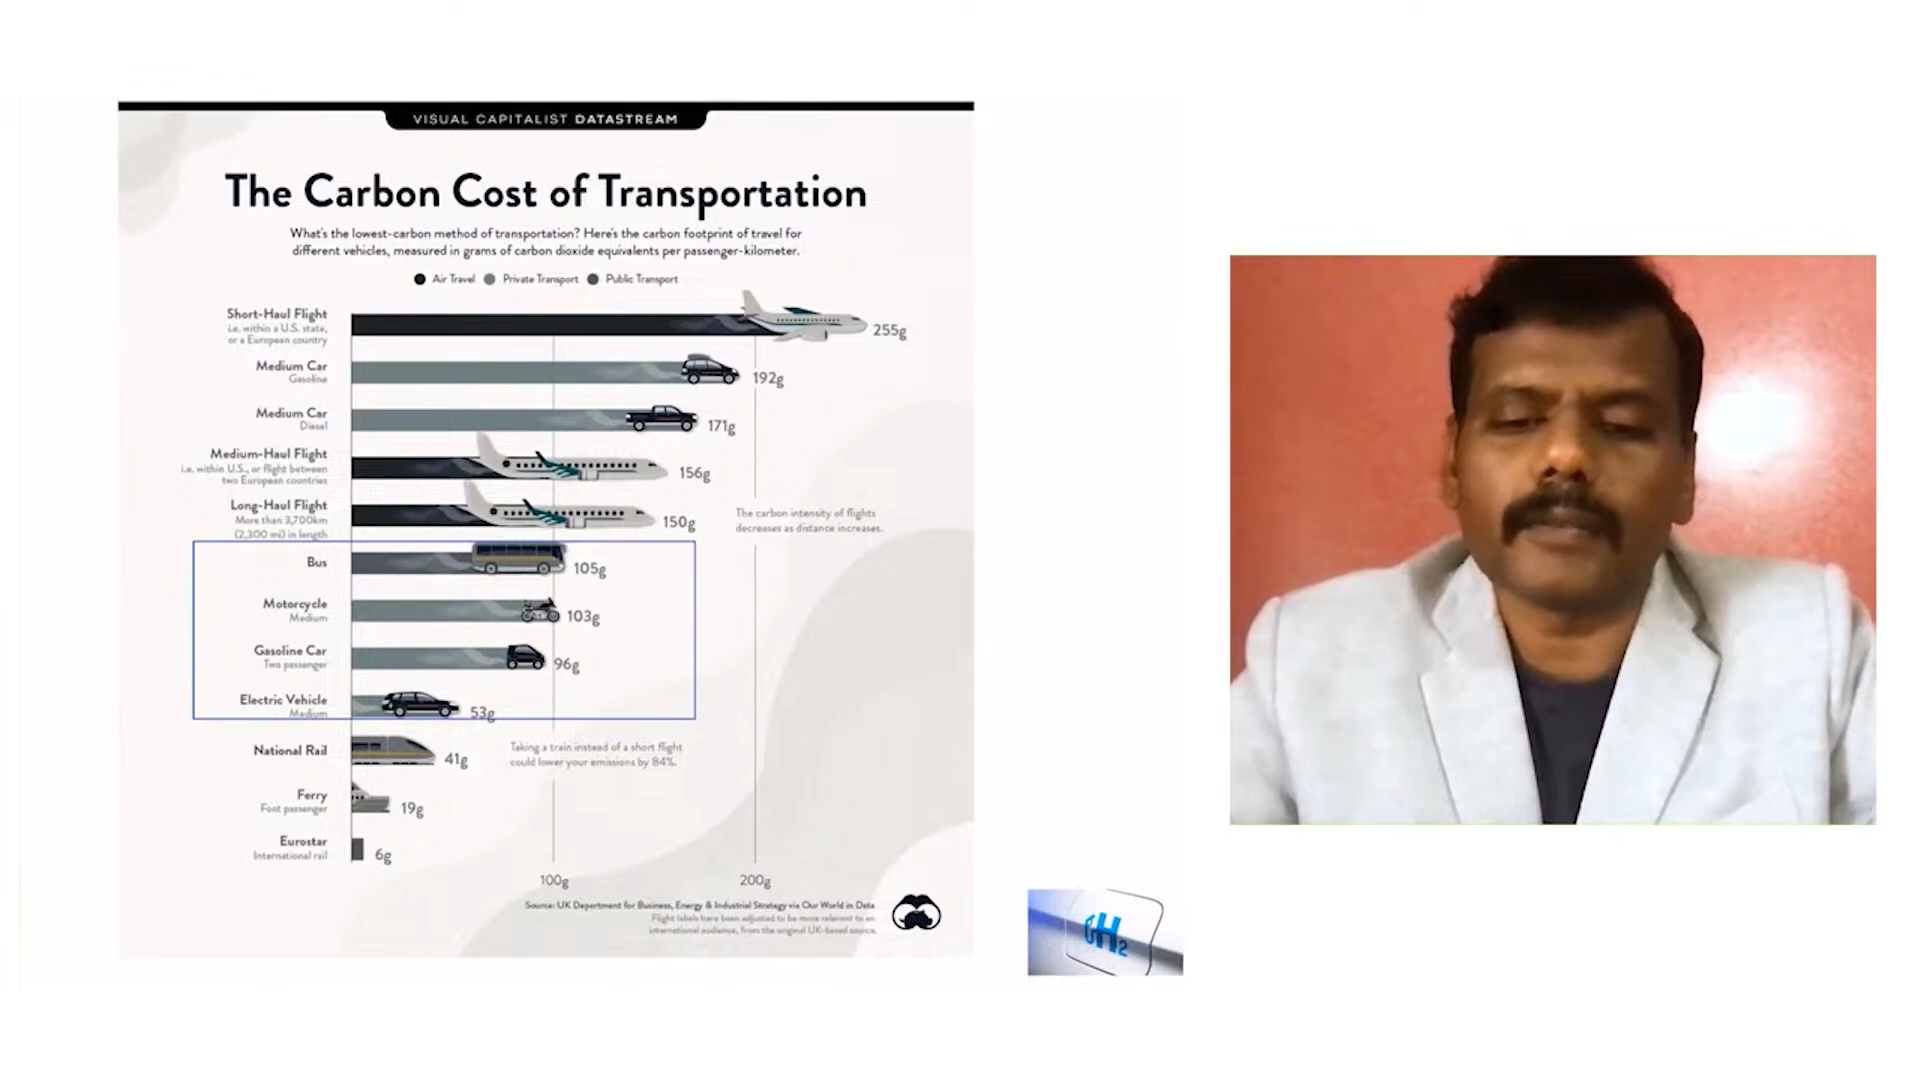 VISUAL CAPITALIST DATASTREAM
The Carbon Cost of Transportation
What's the lowest-carbon method of transportation? Here's the carbon footprint of travel for
different vehicles, measured in grams of carbon dioxide equivalents per passenger-kilometer.
Air Travel Private Transport Public Transport
Short-Haul Flight
i.e. within a U.S. state,
or a European country
255g
Medium Car
Gasoline
192g
Medium Car
Diesel
171g
Medium-Haul Flight
i.e. within U.S., or flight between
two European countries
156g
Long-Haul Flight
More than 3,700km
(2,300 mi) in length
150g
The carbon intensity of flights
decreases as distance increases.
Bus
105g
Motorcycle
Medium
103g
Gasoline Car
Two passenger
96g
Electric Vehicle
Medium
53g
National Rail
41g
Taking a train instead of a short flight
could lower your emissions by 84%.
Ferry
Foot passenger
19g
Eurostar
International rail
6g
100g
200g
Source: UK Department for Business, Energy & Industrial Strategy via Our World in Data
Flight labels have been adjusted to be more relevant to an
international audience, from the original UK-based source.
H2